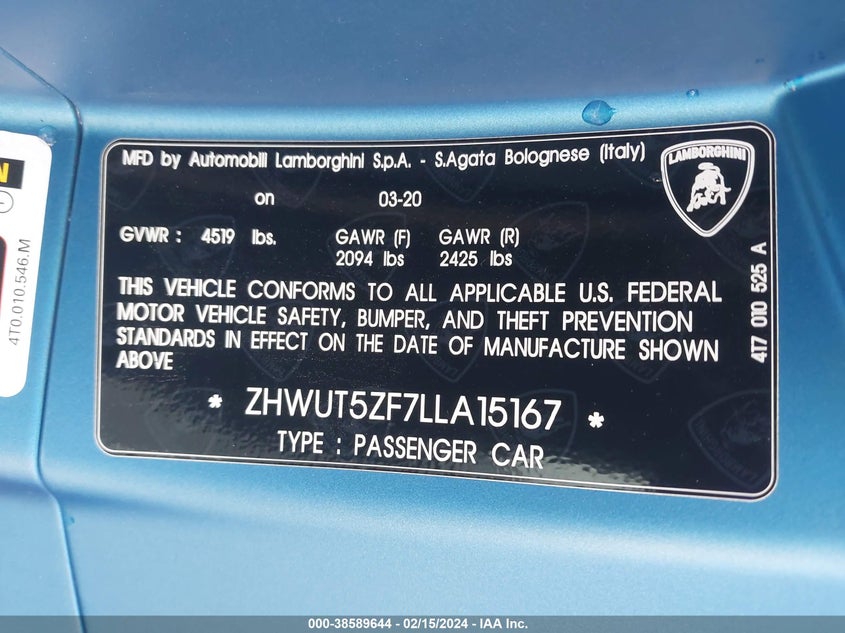 MFD by Automobili Lamborghini S.p.A. - S.Agata Bolognese (Italy)
LAMBORGHINI
on 03-20
GVWR : 4519 lbs. GAWR (F) GAWR (R)
2094 lbs 2425 lbs
THIS VEHICLE CONFORMS TO ALL APPLICABLE U.S. FEDERAL
MOTOR VEHICLE SAFETY, BUMPER, AND THEFT PREVENTION
STANDARDS IN EFFECT ON THE DATE OF MANUFACTURE SHOWN
ABOVE
* ZHWUT5ZF7LLA15167 *
TYPE : PASSENGER CAR
4T7 010 525 A
N
4T0.010.546.M
000-38589644 - 02/15/2024 - IAA Inc.